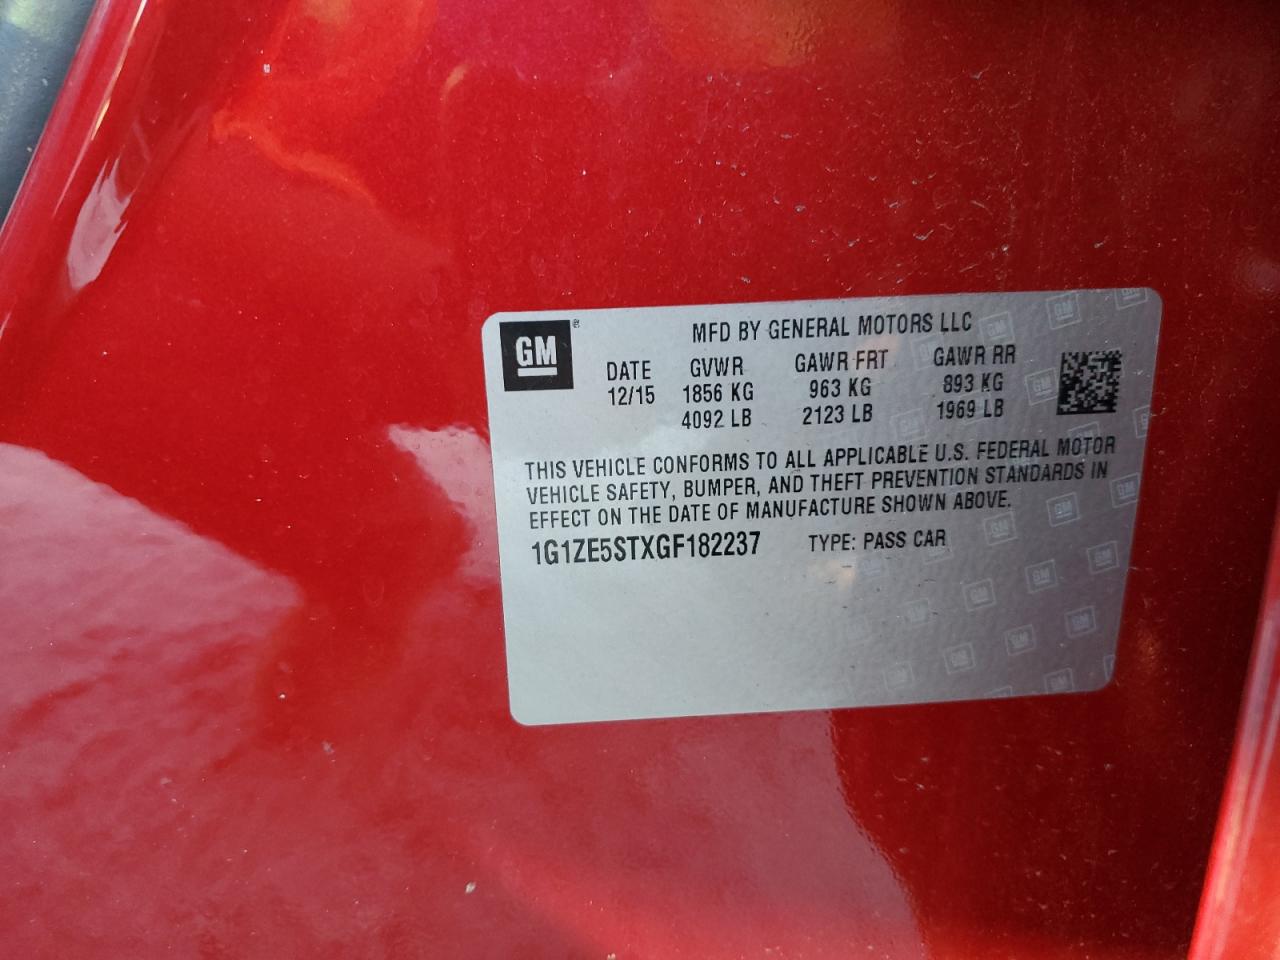 GM®
MFD BY GENERAL MOTORS LLC
DATE GVWR GAWR FRT GAWR RR
12/15 1856 KG 963 KG 893 KG
4092 LB 2123 LB 1969 LB
THIS VEHICLE CONFORMS TO ALL APPLICABLE U.S. FEDERAL MOTOR
VEHICLE SAFETY, BUMPER, AND THEFT PREVENTION STANDARDS IN
EFFECT ON THE DATE OF MANUFACTURE SHOWN ABOVE.
1G1ZE5STXGF182237 TYPE: PASS CAR